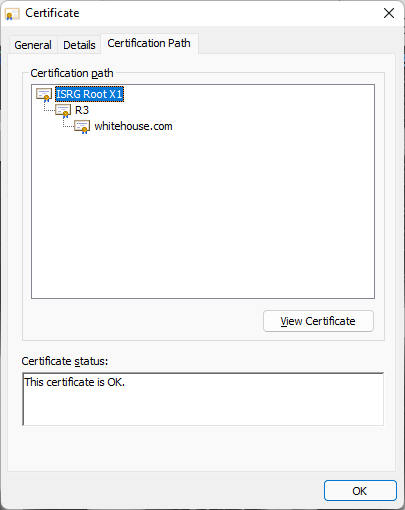 Certificate
General Details Certification Path
Certification path
ISRG Root X1
R3
whitehouse.com
View Certificate
Certificate status:
This certificate is OK.
OK